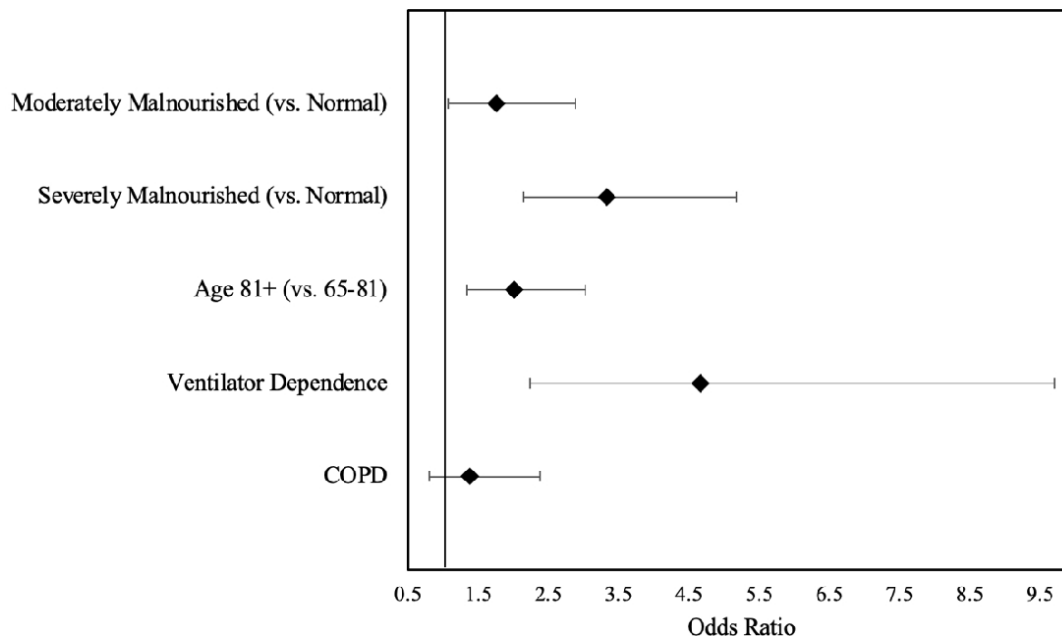 Moderately Malnourished (vs. Normal)
Severely Malnourished (vs. Normal)
Age 81+ (vs. 65-81)
Ventilator Dependence
COPD
0.5 1.5 2.5 3.5 4.5 5.5 6.5 7.5 8.5 9.5
Odds Ratio